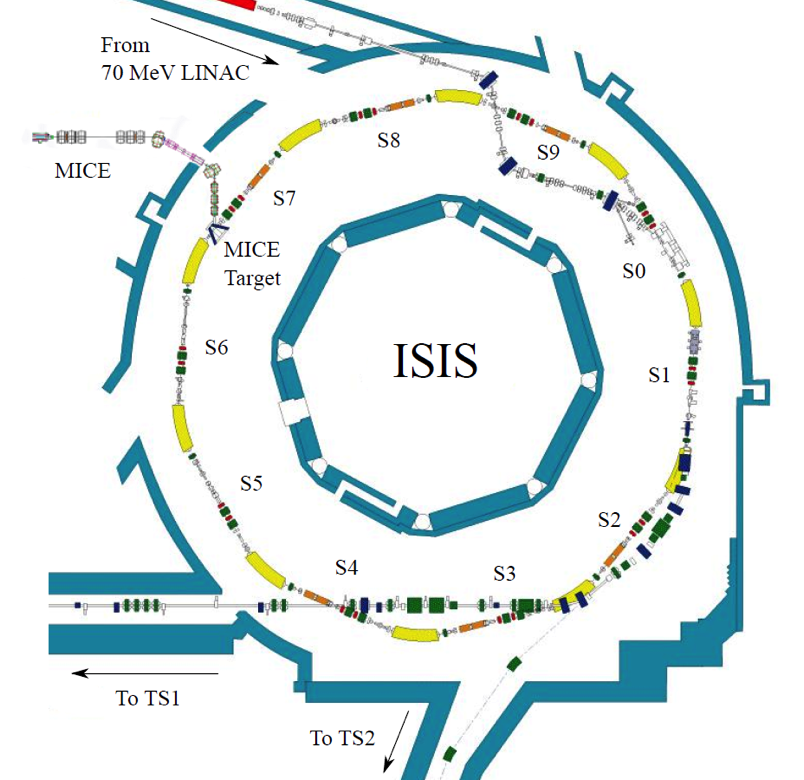 From
70 MeV LINAC
S8
S9
MICE
S7
MICE
Target
S0
S6
ISIS
S1
S5
S2
S4
S3
To TS1
To TS2